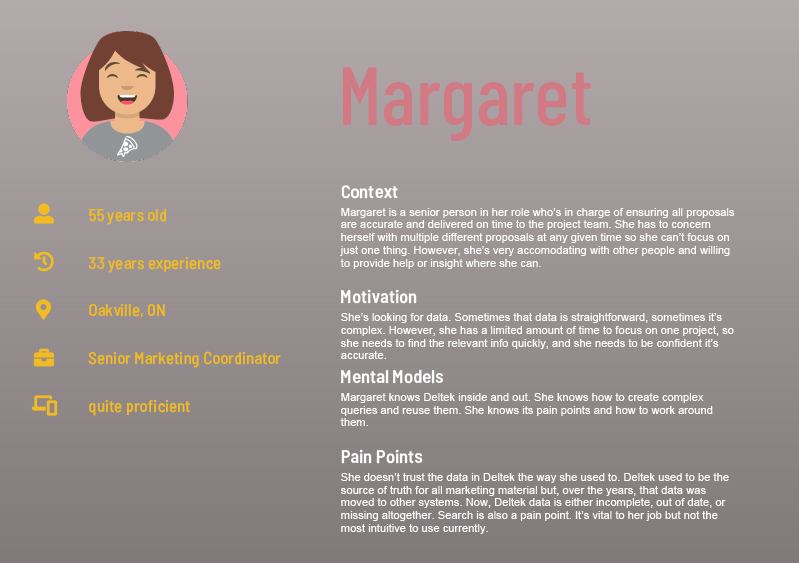 Margaret
55 years old
33 years experience
Oakville, ON
Senior Marketing Coordinator
quite proficient
Context
Margaret is a senior person in her role who's in charge of ensuring all proposals
are accurate and delivered on time to the project team. She has to concern
herself with multiple different proposals at any given time so she can't focus on
just one thing. However, she's very accomodating with other people and willing
to provide help or insight where she can.
Motivation
She's looking for data. Sometimes that data is straightforward, sometimes it's
complex. However, she has a limited amount of time to focus on one project, so
she needs to find the relevant info quickly, and she needs to be confident it's
accurate.
Mental Models
Margaret knows Deltek inside and out. She knows how to create complex
queries and reuse them. She knows its pain points and how to work around
them.
Pain Points
She doesn't trust the data in Deltek the way she used to. Deltek used to be the
source of truth for all marketing material but, over the years, that data was
moved to other systems. Now, Deltek data is either incomplete, out of date, or
missing altogether. Search is also a pain point. It's vital to her job but not the
most intuitive to use currently.